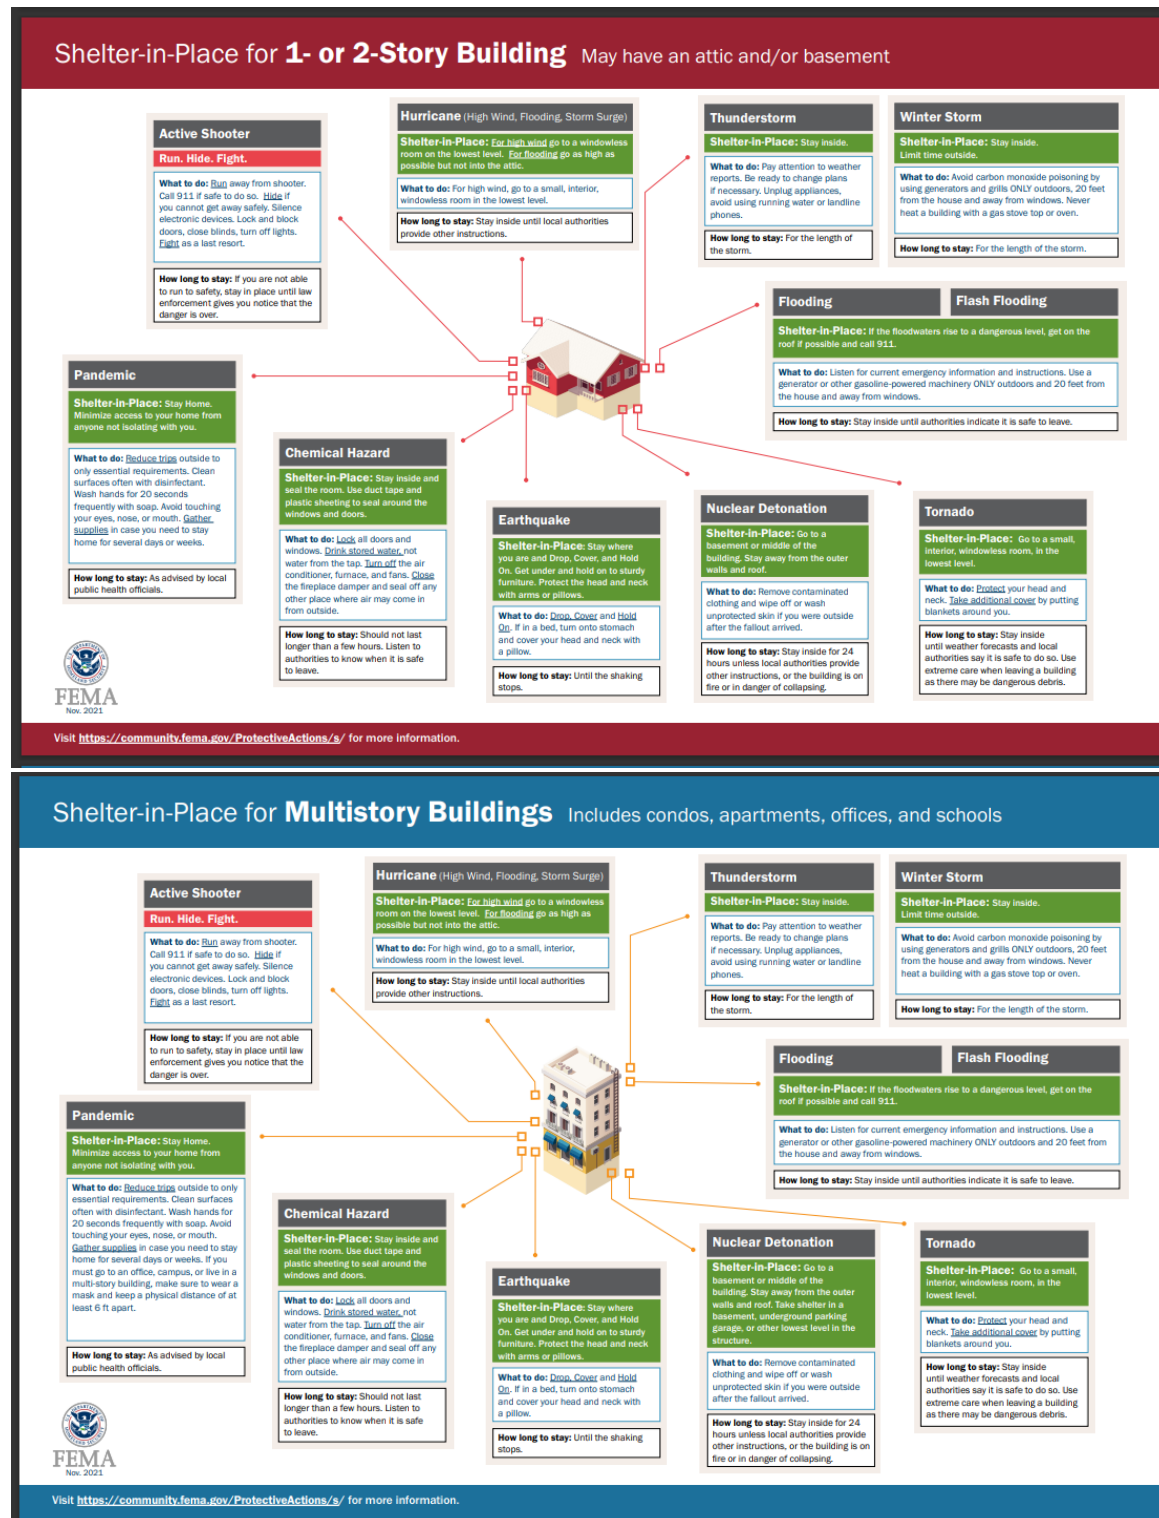 Shelter-in-Place for 1- or 2-Story Building May have an attic and/or basement
Active Shooter
Run. Hide. Fight.
What to do: Run away from shooter.
Call 911 if safe to do so. Hide if
you cannot get away safely. Silence
electronic devices. Lock and block
doors, close blinds, turn off lights.
Fight as a last resort.
How long to stay: If you are not able
to run to safety, stay in place until law
enforcement gives you notice that the
danger is over.
Hurricane (High Wind, Flooding, Storm Surge)
Shelter-in-Place: For high wind go to a windowless
room on the lowest level. For flooding go as high as
possible but not into the attic.
What to do: For high wind, go to a small, interior,
windowless room in the lowest level.
How long to stay: Stay inside until local authorities
provide other instructions.
Thunderstorm
Shelter-in-Place: Stay inside.
What to do: Pay attention to weather
reports. Be ready to change plans
if necessary. Unplug appliances,
avoid using running water or landline
phones.
How long to stay: For the length of
the storm.
Winter Storm
Shelter-in-Place: Stay inside.
Limit time outside.
What to do: Avoid carbon monoxide poisoning by
using generators and grills ONLY outdoors, 20 feet
from the house and away from windows. Never
heat a building with a gas stove top or oven.
How long to stay: For the length of the storm.
Flooding
Flash Flooding
Shelter-in-Place: If the floodwaters rise to a dangerous level, get on the
roof if possible and call 911.
What to do: Listen for current emergency information and instructions. Use a
generator or other gasoline-powered machinery ONLY outdoors and 20 feet from
the house and away from windows.
How long to stay: Stay inside until authorities indicate it is safe to leave.
Pandemic
Shelter-in-Place: Stay Home.
Minimize access to your home from
anyone not isolating with you.
What to do: Reduce trips outside to
only essential requirements. Clean
surfaces often with disinfectant.
Wash hands for 20 seconds
frequently with soap. Avoid touching
your eyes, nose, or mouth. Gather
supplies in case you need to stay
home for several days or weeks.
How long to stay: As advised by local
public health officials.
Chemical Hazard
Shelter-in-Place: Stay inside and
seal the room. Use duct tape and
plastic sheeting to seal around the
windows and doors.
What to do: Lock all doors and
windows. Drink stored water, not
water from the tap. Turn off the air
conditioner, furnace, and fans. Close
the fireplace damper and seal off any
other place where air may come in
from outside.
How long to stay: Should not last
longer than a few hours. Listen to
authorities to know when it is safe
to leave.
Earthquake
Shelter-in-Place: Stay where
you are and Drop, Cover, and Hold
On. Get under and hold on to sturdy
furniture. Protect the head and neck
with arms or pillows.
What to do: Drop, Cover and Hold
On. If in a bed, turn onto stomach
and cover your head and neck with
a pillow.
How long to stay: Until the shaking
stops.
Nuclear Detonation
Shelter-in-Place: Go to a
basement or middle of the
building. Stay away from the outer
walls and roof.
What to do: Remove contaminated
clothing and wipe off or wash
unprotected skin if you were outside
after the fallout arrived.
How long to stay: Stay inside for 24
hours unless local authorities provide
other instructions, or the building is on
fire or in danger of collapsing.
Tornado
Shelter-in-Place: Go to a small,
interior, windowless room, in the
lowest level.
What to do: Protect your head and
neck. Take additional cover by putting
blankets around you.
How long to stay: Stay inside
until weather forecasts and local
authorities say it is safe to do so. Use
extreme care when leaving a building
as there may be dangerous debris.
FEMA
Nov. 2021
Visit https://community.fema.gov/ProtectiveActions/s/ for more information.
Shelter-in-Place for Multistory Buildings Includes condos, apartments, offices, and schools
Active Shooter
Run. Hide. Fight.
What to do: Run away from shooter.
Call 911 if safe to do so. Hide if
you cannot get away safely. Silence
electronic devices. Lock and block
doors, close blinds, turn off lights.
Fight as a last resort.
How long to stay: If you are not able
to run to safety, stay in place until law
enforcement gives you notice that the
danger is over.
Hurricane (High Wind, Flooding, Storm Surge)
Shelter-in-Place: For high wind go to a windowless
room on the lowest level. For flooding go as high as
possible but not into the attic.
What to do: For high wind, go to a small, interior,
windowless room in the lowest level.
How long to stay: Stay inside until local authorities
provide other instructions.
Thunderstorm
Shelter-in-Place: Stay inside.
What to do: Pay attention to weather
reports. Be ready to change plans
if necessary. Unplug appliances,
avoid using running water or landline
phones.
How long to stay: For the length of
the storm.
Winter Storm
Shelter-in-Place: Stay inside.
Limit time outside.
What to do: Avoid carbon monoxide poisoning by
using generators and grills ONLY outdoors, 20 feet
from the house and away from windows. Never
heat a building with a gas stove top or oven.
How long to stay: For the length of the storm.
Flooding
Flash Flooding
Shelter-in-Place: If the floodwaters rise to a dangerous level, get on the
roof if possible and call 911.
What to do: Listen for current emergency information and instructions. Use a
generator or other gasoline-powered machinery ONLY outdoors and 20 feet from
the house and away from windows.
How long to stay: Stay inside until authorities indicate it is safe to leave.
Pandemic
Shelter-in-Place: Stay Home.
Minimize access to your home from
anyone not isolating with you.
What to do: Reduce trips outside to only
essential requirements. Clean surfaces
often with disinfectant. Wash hands for
20 seconds frequently with soap. Avoid
touching your eyes, nose, or mouth.
Gather supplies in case you need to stay
home for several days or weeks. If you
must go to an office, campus, or live in a
multi-story building, make sure to wear a
mask and keep a physical distance of at
least 6 ft apart.
How long to stay: As advised by local
public health officials.
Chemical Hazard
Shelter-in-Place: Stay inside and
seal the room. Use duct tape and
plastic sheeting to seal around the
windows and doors.
What to do: Lock all doors and
windows. Drink stored water, not
water from the tap. Turn off the air
conditioner, furnace, and fans. Close
the fireplace damper and seal off any
other place where air may come in
from outside.
How long to stay: Should not last
longer than a few hours. Listen to
authorities to know when it is safe
to leave.
Earthquake
Shelter-in-Place: Stay where
you are and Drop, Cover, and Hold
On. Get under and hold on to sturdy
furniture. Protect the head and neck
with arms or pillows.
What to do: Drop, Cover and Hold
On. If in a bed, turn onto stomach
and cover your head and neck with
a pillow.
How long to stay: Until the shaking
stops.
Nuclear Detonation
Shelter-in-Place: Go to a
basement or middle of the
building. Stay away from the outer
walls and roof. Take shelter in a
basement, underground parking
garage, or other lowest level in the
structure.
What to do: Remove contaminated
clothing and wipe off or wash
unprotected skin if you were outside
after the fallout arrived.
How long to stay: Stay inside for 24
hours unless local authorities provide
other instructions, or the building is on
fire or in danger of collapsing.
Tornado
Shelter-in-Place: Go to a small,
interior, windowless room, in the
lowest level.
What to do: Protect your head and
neck. Take additional cover by putting
blankets around you.
How long to stay: Stay inside
until weather forecasts and local
authorities say it is safe to do so. Use
extreme care when leaving a building
as there may be dangerous debris.
FEMA
Nov. 2021
Visit https://community.fema.gov/ProtectiveActions/s/ for more information.